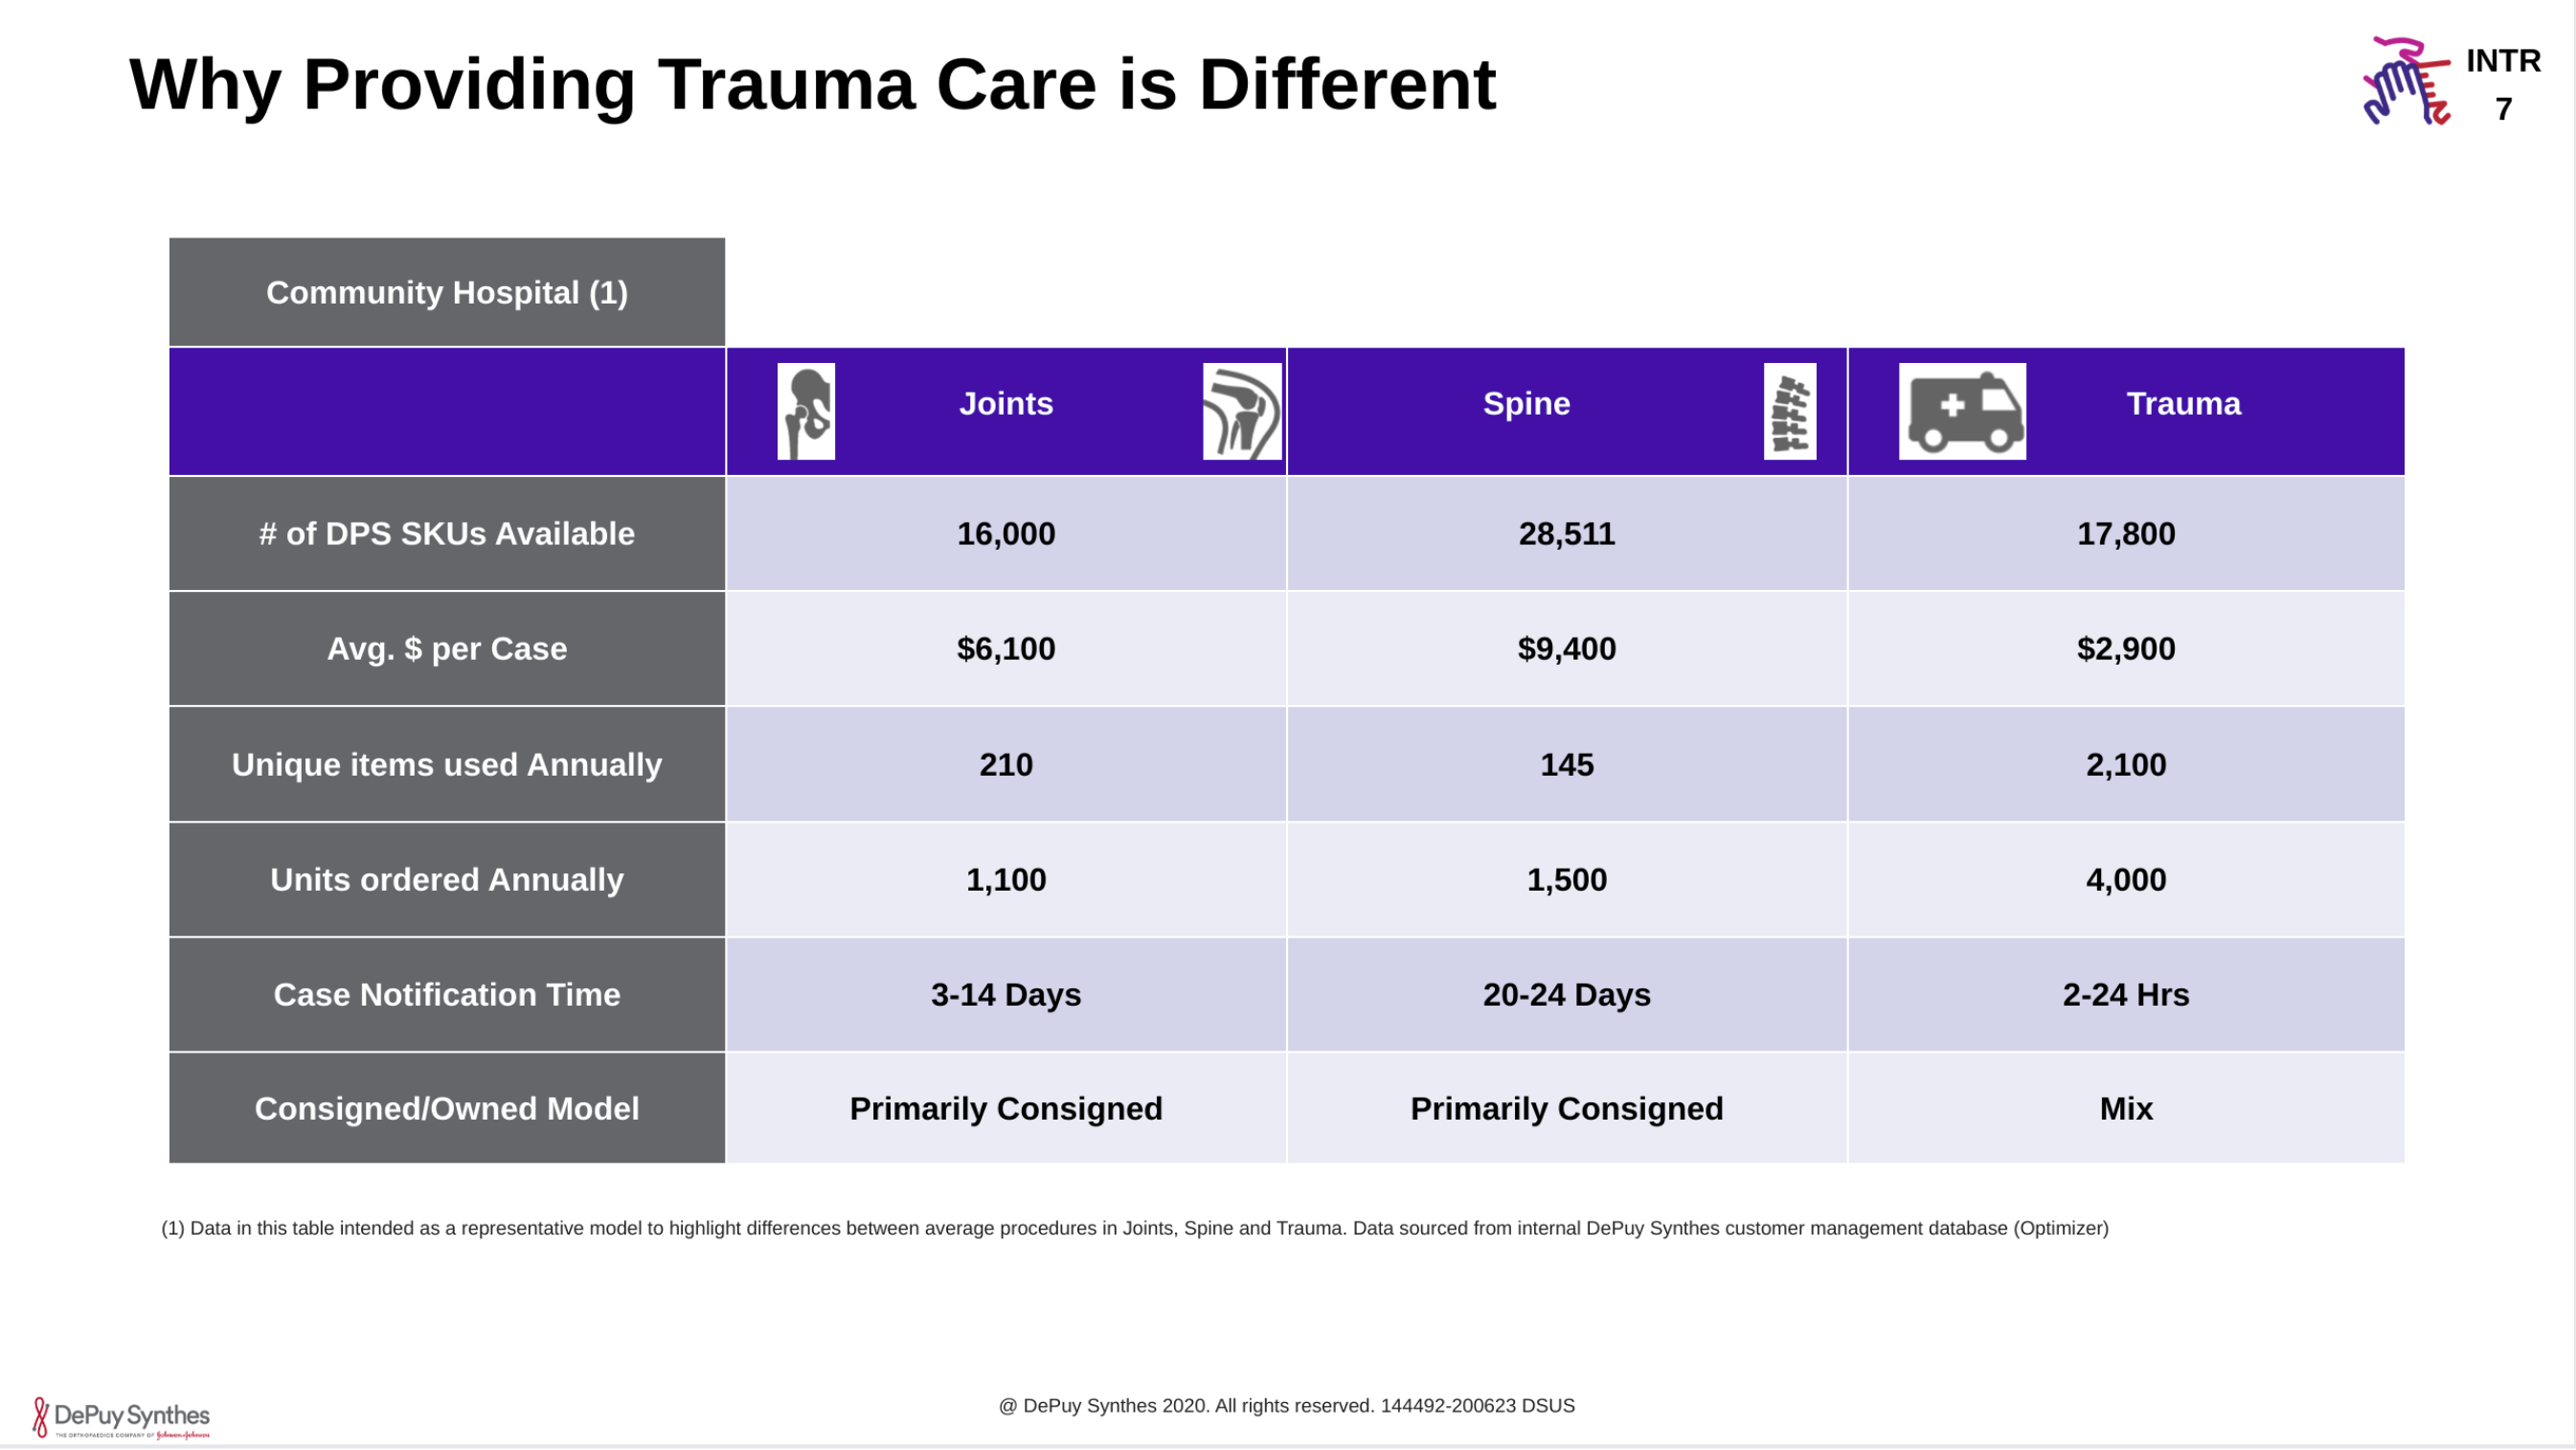 Why Providing Trauma Care is Different
INTR
7
Community Hospital (1)
Joints Spine Trauma
# of DPS SKUs Available 16,000 28,511 17,800
Avg. $ per Case $6,100 $9,400 $2,900
Unique items used Annually 210 145 2,100
Units ordered Annually 1,100 1,500 4,000
Case Notification Time 3-14 Days 20-24 Days 2-24 Hrs
Consigned/Owned Model Primarily Consigned Primarily Consigned Mix
(1) Data in this table intended as a representative model to highlight differences between average procedures in Joints, Spine and Trauma. Data sourced from internal DePuy Synthes customer management database (Optimizer)
@ DePuy Synthes 2020. All rights reserved. 144492-200623 DSUS
DePuy Synthes
THE ORTHOPAEDICS COMPANY OF Johnson & Johnson